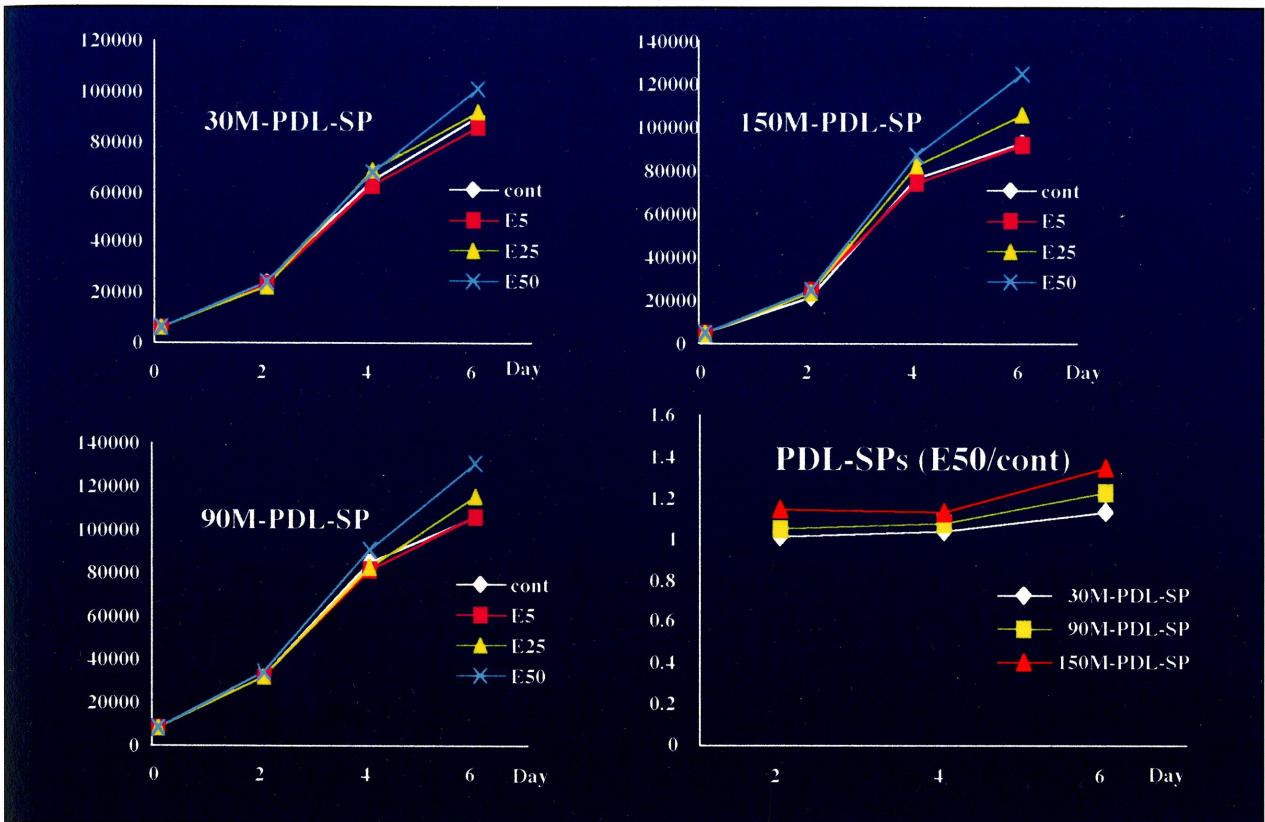 30M-PDL-SP
120000
100000
80000
60000
40000
20000
0
0 2 4 6 Day
cont
E5
E25
E50
150M-PDL-SP
140000
120000
100000
80000
60000
40000
20000
0
0 2 4 6 Day
cont
E5
E25
E50
90M-PDL-SP
140000
120000
100000
80000
60000
40000
20000
0
0 2 4 6 Day
cont
E5
E25
E50
PDL-SPs (E50/cont)
1.6
1.4
1.2
1
0.8
0.6
0.4
0.2
0
2 4 6 Day
30M-PDL-SP
90M-PDL-SP
150M-PDL-SP